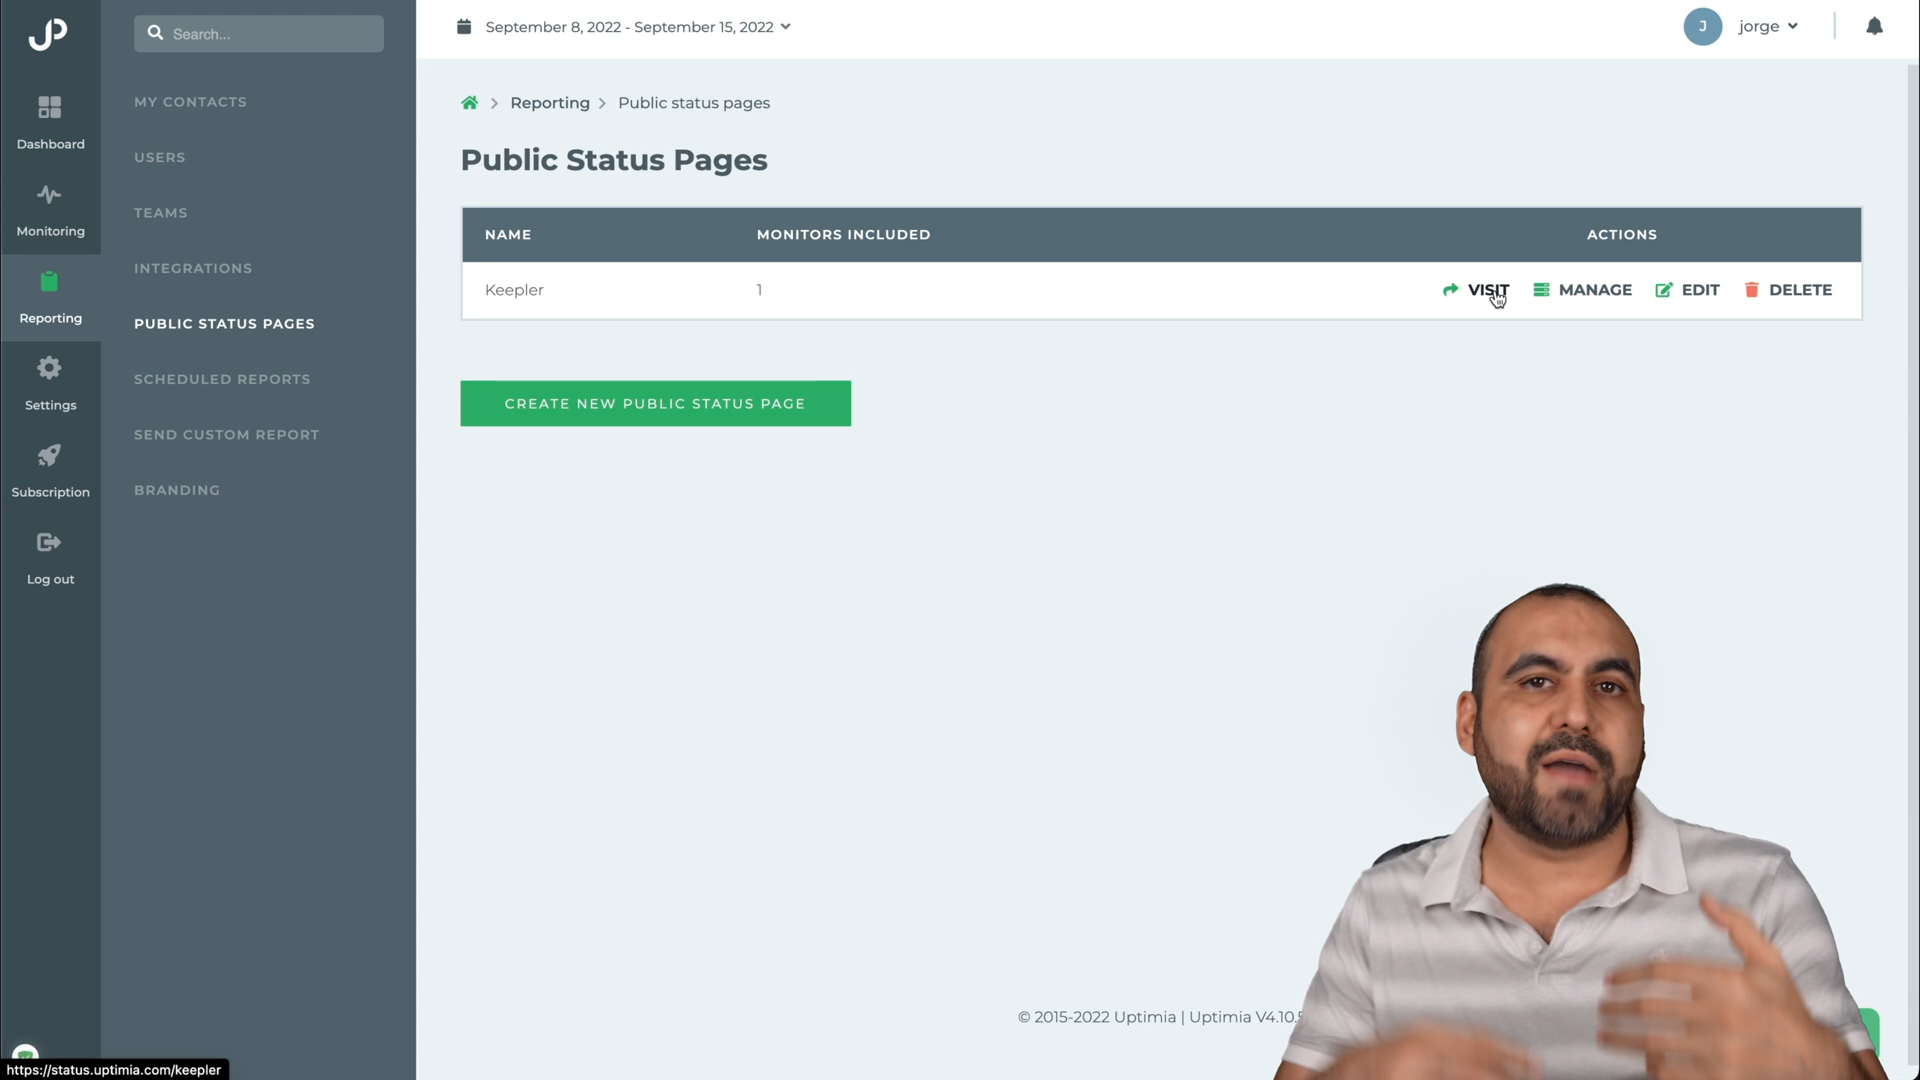 Search...
September 8, 2022 - September 15, 2022
J
jorge
Dashboard
Monitoring
Reporting
Settings
Subscription
Log out
MY CONTACTS
USERS
TEAMS
INTEGRATIONS
PUBLIC STATUS PAGES
SCHEDULED REPORTS
SEND CUSTOM REPORT
BRANDING
Reporting
Public status pages
Public Status Pages
NAME MONITORS INCLUDED ACTIONS
Keepler 1 VISIT MANAGE EDIT DELETE
CREATE NEW PUBLIC STATUS PAGE
© 2015-2022 Uptimia | Uptimia V4.10.
https://status.uptimia.com/keepler